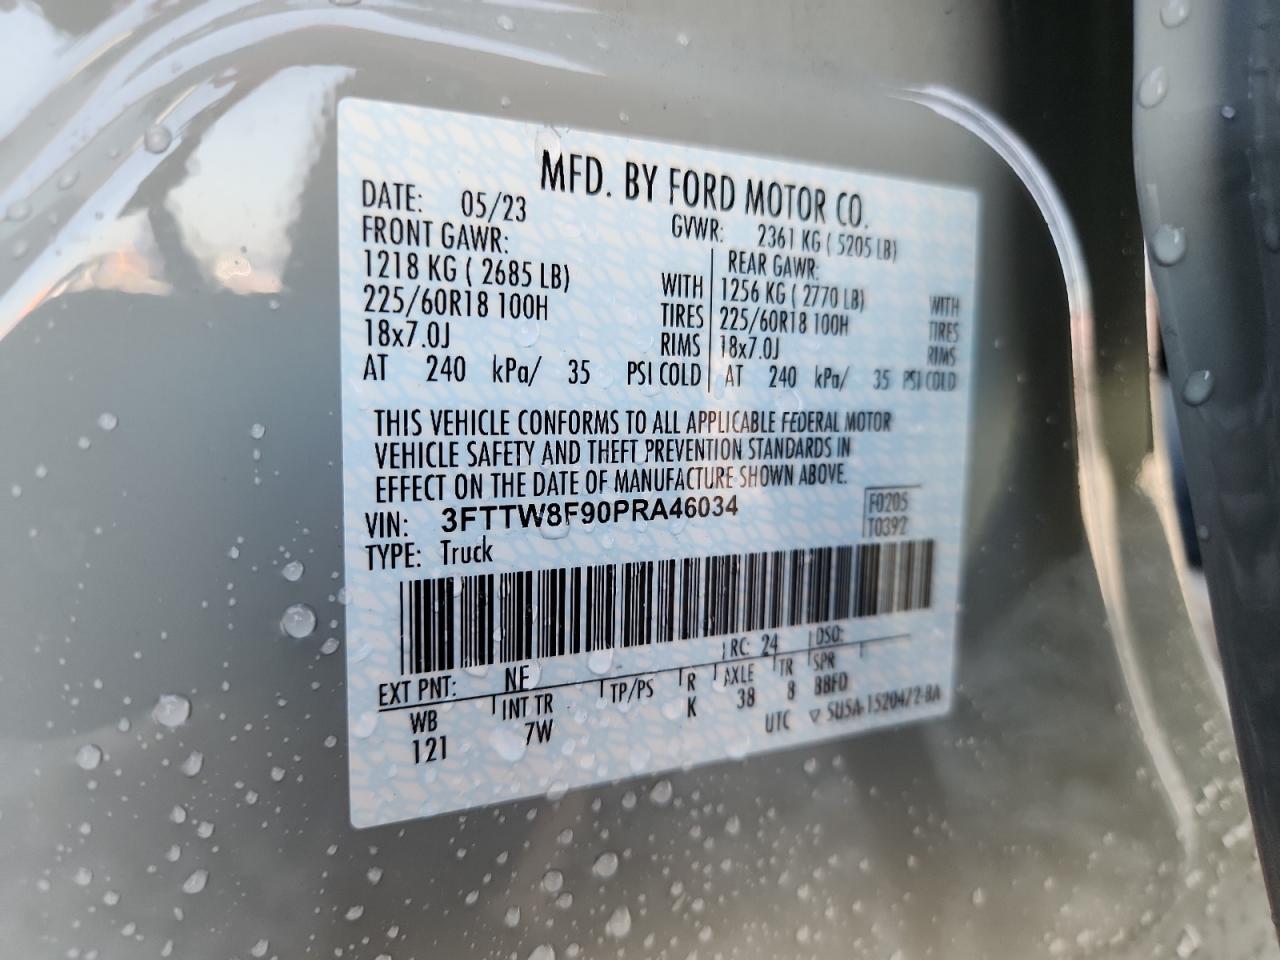 MFD. BY FORD MOTOR CO.
DATE: 05/23 GVWR: 2361 KG ( 5205 LB)
FRONT GAWR: REAR GAWR:
1218 KG ( 2685 LB) WITH 1256 KG ( 2770 LB) WITH
225/60R18 100H TIRES 225/60R18 100H TIRES
18x7.0J RIMS 18x7.0J RIMS
AT 240 kPa/ 35 PSI COLD AT 240 kPa/ 35 PSI COLD
THIS VEHICLE CONFORMS TO ALL APPLICABLE FEDERAL MOTOR
VEHICLE SAFETY AND THEFT PREVENTION STANDARDS IN
EFFECT ON THE DATE OF MANUFACTURE SHOWN ABOVE.
VIN: 3FTTW8F90PRA46034 F0205
TYPE: Truck T0392
EXT PNT: NE RC: 24 DSO:
WB INT TR TP/PS R AXLE TR SPR
121 7W K 38 8 BBFD
UTC ▽ SU5A-1520472-BA